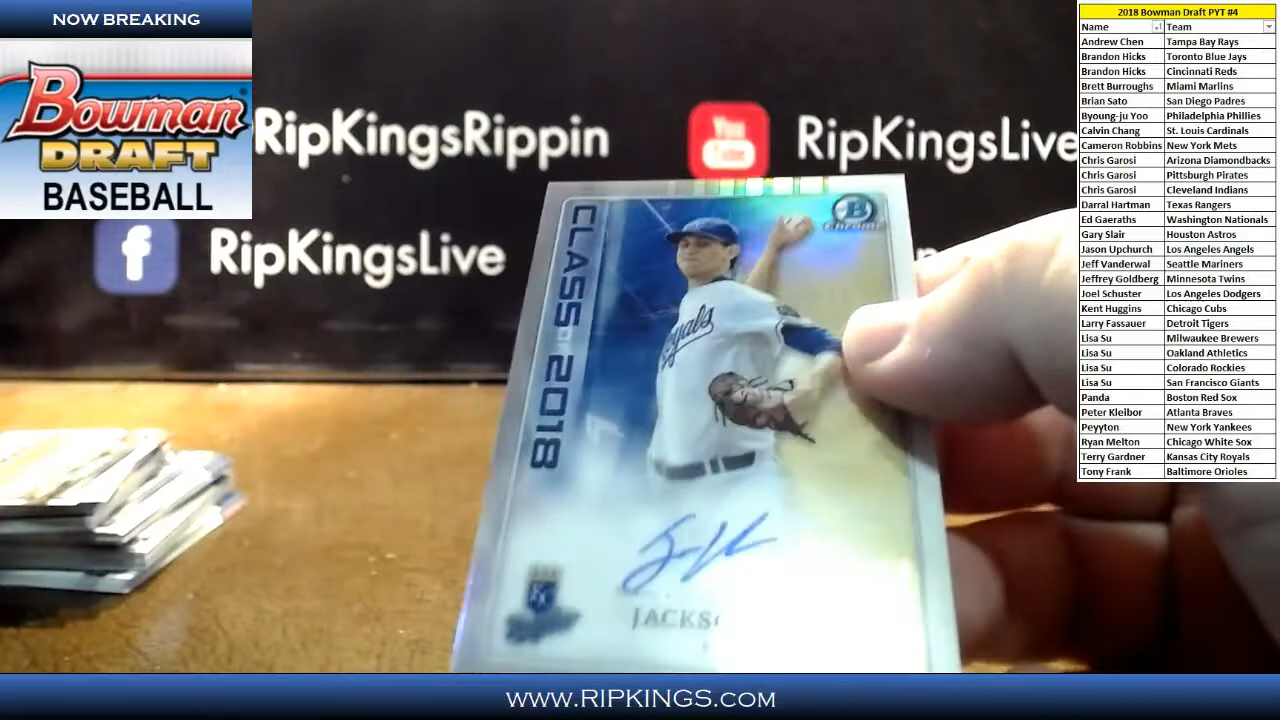 NOW BREAKING
Bowman
DRAFT
BASEBALL
RipKingsRippin
You
Tube
RipKingsLive
f
RipKingsLive
CLASS 2018
B
CHROME
Royals
KC
JACKS
2018 Bowman Draft PYT #4
Name Team
Andrew Chen Tampa Bay Rays
Brandon Hicks Toronto Blue Jays
Brandon Hicks Cincinnati Reds
Brett Burroughs Miami Marlins
Brian Sato San Diego Padres
Byoung-ju Yoo Philadelphia Phillies
Calvin Chang St. Louis Cardinals
Cameron Robbins New York Mets
Chris Garosi Arizona Diamondbacks
Chris Garosi Pittsburgh Pirates
Chris Garosi Cleveland Indians
Darral Hartman Texas Rangers
Ed Gaeraths Washington Nationals
Gary Slair Houston Astros
Jason Upchurch Los Angeles Angels
Jeff Vanderwal Seattle Mariners
Jeffrey Goldberg Minnesota Twins
Joel Schuster Los Angeles Dodgers
Kent Huggins Chicago Cubs
Larry Fassauer Detroit Tigers
Lisa Su Milwaukee Brewers
Lisa Su Oakland Athletics
Lisa Su Colorado Rockies
Lisa Su San Francisco Giants
Panda Boston Red Sox
Peter Kleibor Atlanta Braves
Peyyton New York Yankees
Ryan Melton Chicago White Sox
Terry Gardner Kansas City Royals
Tony Frank Baltimore Orioles
WWW.RIPKINGS.COM